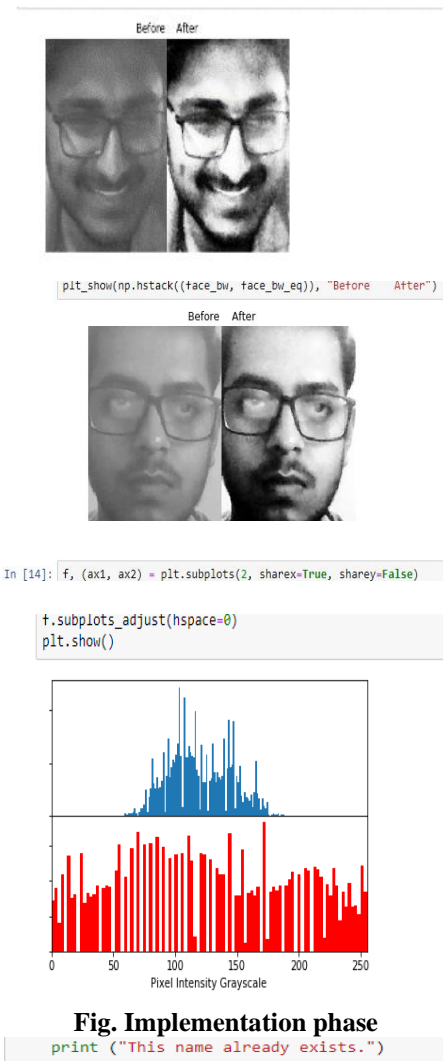 Before After
plt_show(np.hstack((face_bw, face_bw_eq)), "Before After")
Before After
In [14]: f, (ax1, ax2) = plt.subplots(2, sharex=True, sharey=False)
f.subplots_adjust(hspace=0)
plt.show()
0 50 100 150 200 250
Pixel Intensity Grayscale
Fig. Implementation phase
print ("This name already exists.")